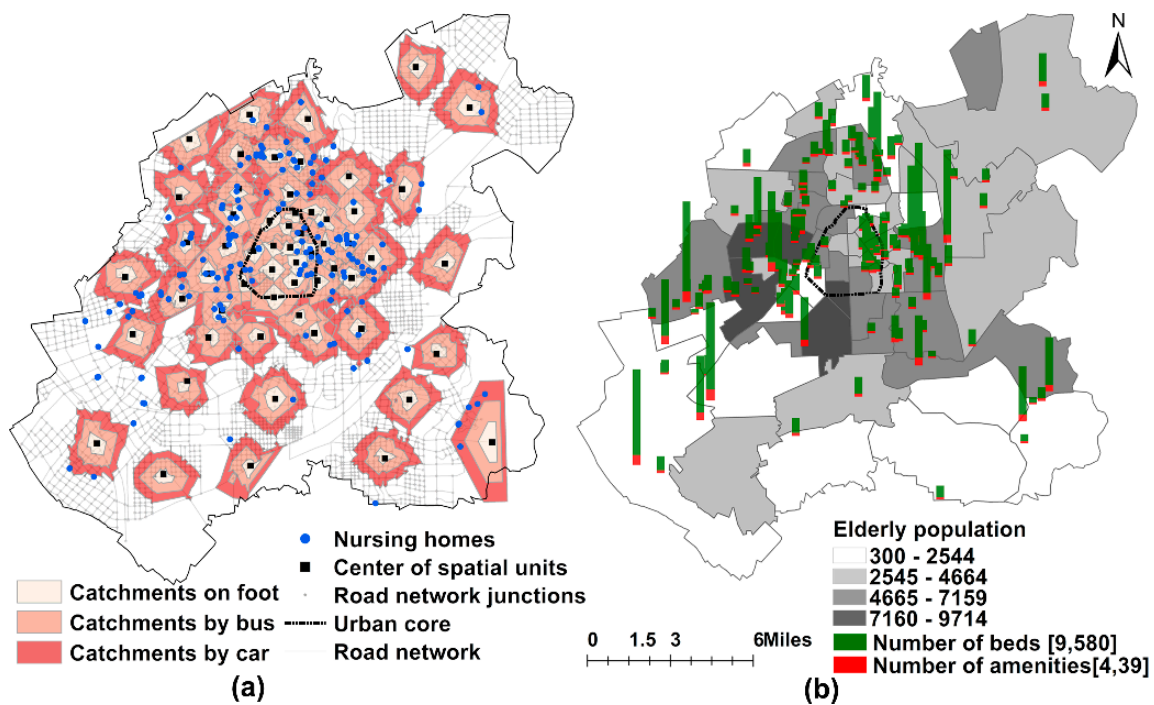 N
Nursing homes
Center of spatial units
Road network junctions
Urban core
Road network
Catchments on foot
Catchments by bus
Catchments by car
(a)
Elderly population
300 - 2544
2545 - 4664
4665 - 7159
7160 - 9714
Number of beds [9,580]
Number of amenities[4,39]
0 1.5 3 6Miles
(b)